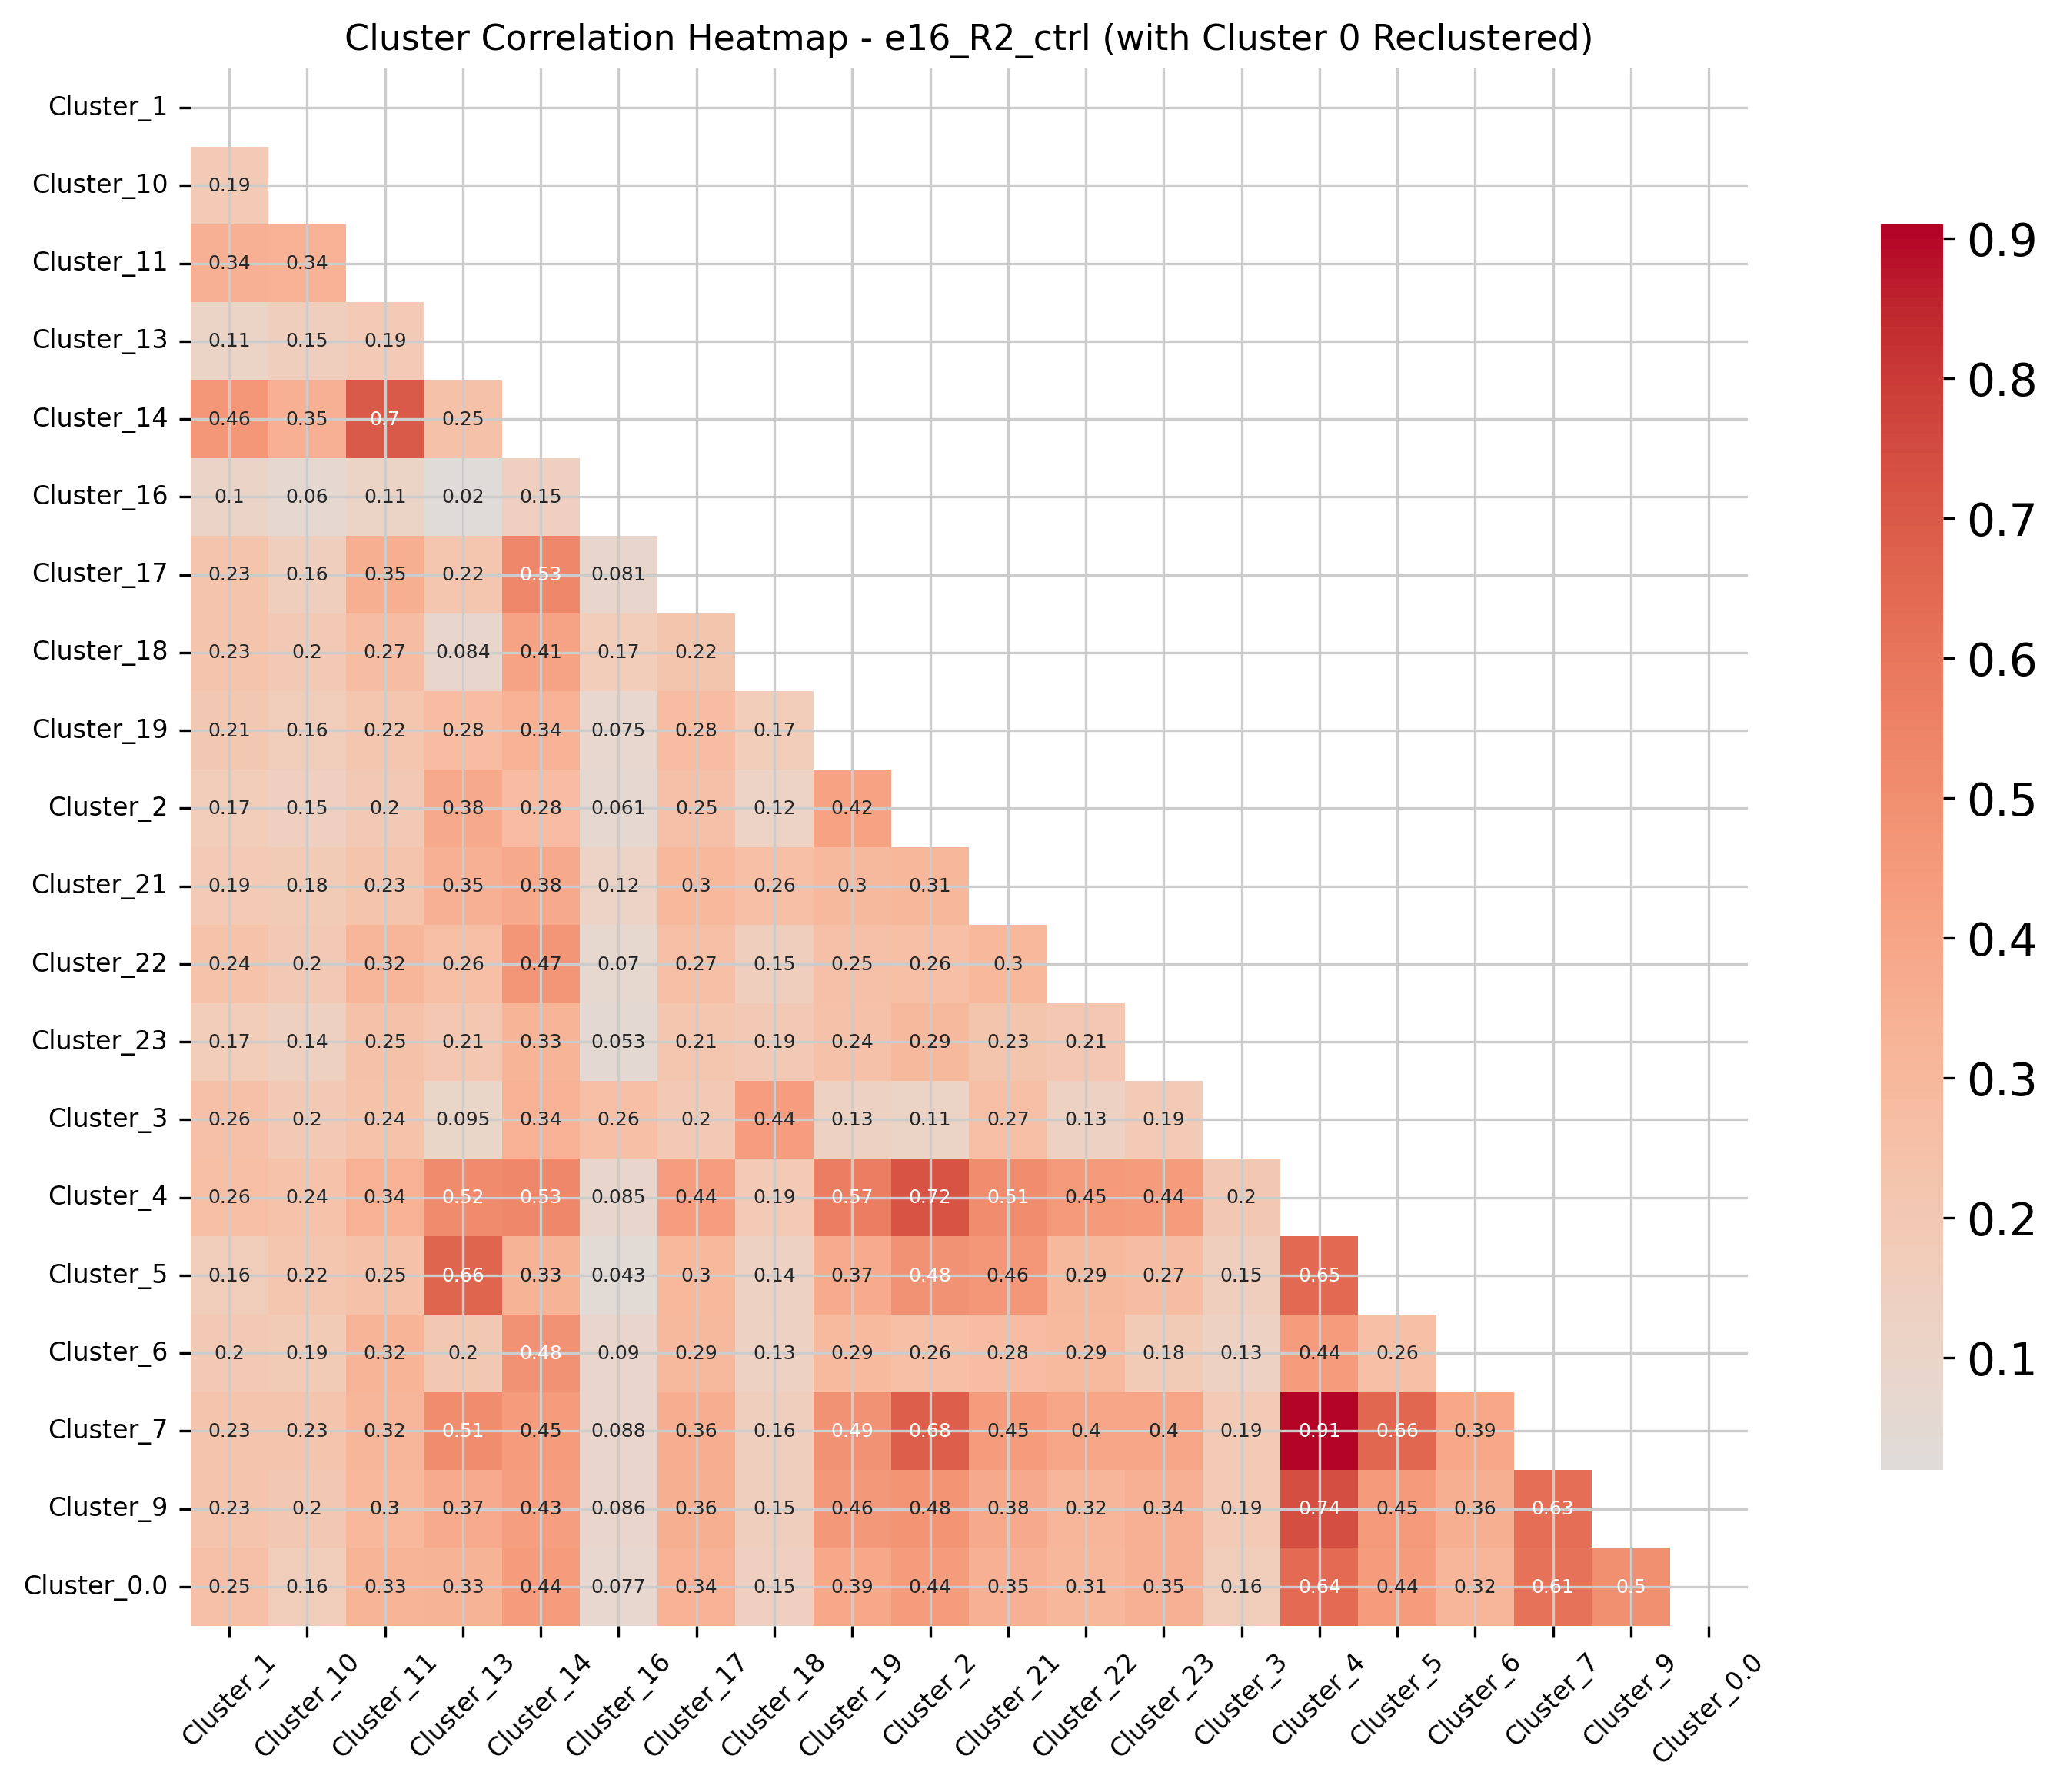 Cluster Correlation Heatmap - e16_R2_ctrl (with Cluster 0 Reclustered)
Cluster_1
Cluster_10 0.19
Cluster_11 0.34 0.34
Cluster_13 0.11 0.15 0.19
Cluster_14 0.46 0.35 0.7 0.25
Cluster_16 0.1 0.06 0.11 0.02 0.15
Cluster_17 0.23 0.16 0.35 0.22 0.53 0.081
Cluster_18 0.23 0.2 0.27 0.084 0.41 0.17 0.22
Cluster_19 0.21 0.16 0.22 0.28 0.34 0.075 0.28 0.17
Cluster_2 0.17 0.15 0.2 0.38 0.28 0.061 0.25 0.12 0.42
Cluster_21 0.19 0.18 0.23 0.35 0.38 0.12 0.3 0.26 0.3 0.31
Cluster_22 0.24 0.2 0.32 0.26 0.47 0.07 0.27 0.15 0.25 0.26 0.3
Cluster_23 0.17 0.14 0.25 0.21 0.33 0.053 0.21 0.19 0.24 0.29 0.23 0.21
Cluster_3 0.26 0.2 0.24 0.095 0.34 0.26 0.2 0.44 0.13 0.11 0.27 0.13 0.19
Cluster_4 0.26 0.24 0.34 0.52 0.53 0.085 0.44 0.19 0.57 0.72 0.51 0.45 0.44 0.2
Cluster_5 0.16 0.22 0.25 0.66 0.33 0.043 0.3 0.14 0.37 0.48 0.46 0.29 0.27 0.15 0.65
Cluster_6 0.2 0.19 0.32 0.2 0.48 0.09 0.29 0.13 0.29 0.26 0.28 0.29 0.18 0.13 0.44 0.26
Cluster_7 0.23 0.23 0.32 0.51 0.45 0.088 0.36 0.16 0.49 0.68 0.45 0.4 0.4 0.19 0.91 0.66 0.39
Cluster_9 0.23 0.2 0.3 0.37 0.43 0.086 0.36 0.15 0.46 0.48 0.38 0.32 0.34 0.19 0.74 0.45 0.36 0.63
Cluster_0.0 0.25 0.16 0.33 0.33 0.44 0.077 0.34 0.15 0.39 0.44 0.35 0.31 0.35 0.16 0.64 0.44 0.32 0.61 0.5
Cluster_1 Cluster_10 Cluster_11 Cluster_13 Cluster_14 Cluster_16 Cluster_17 Cluster_18 Cluster_19 Cluster_2 Cluster_21 Cluster_22 Cluster_23 Cluster_3 Cluster_4 Cluster_5 Cluster_6 Cluster_7 Cluster_9 Cluster_0.0
0.9
0.8
0.7
0.6
0.5
0.4
0.3
0.2
0.1